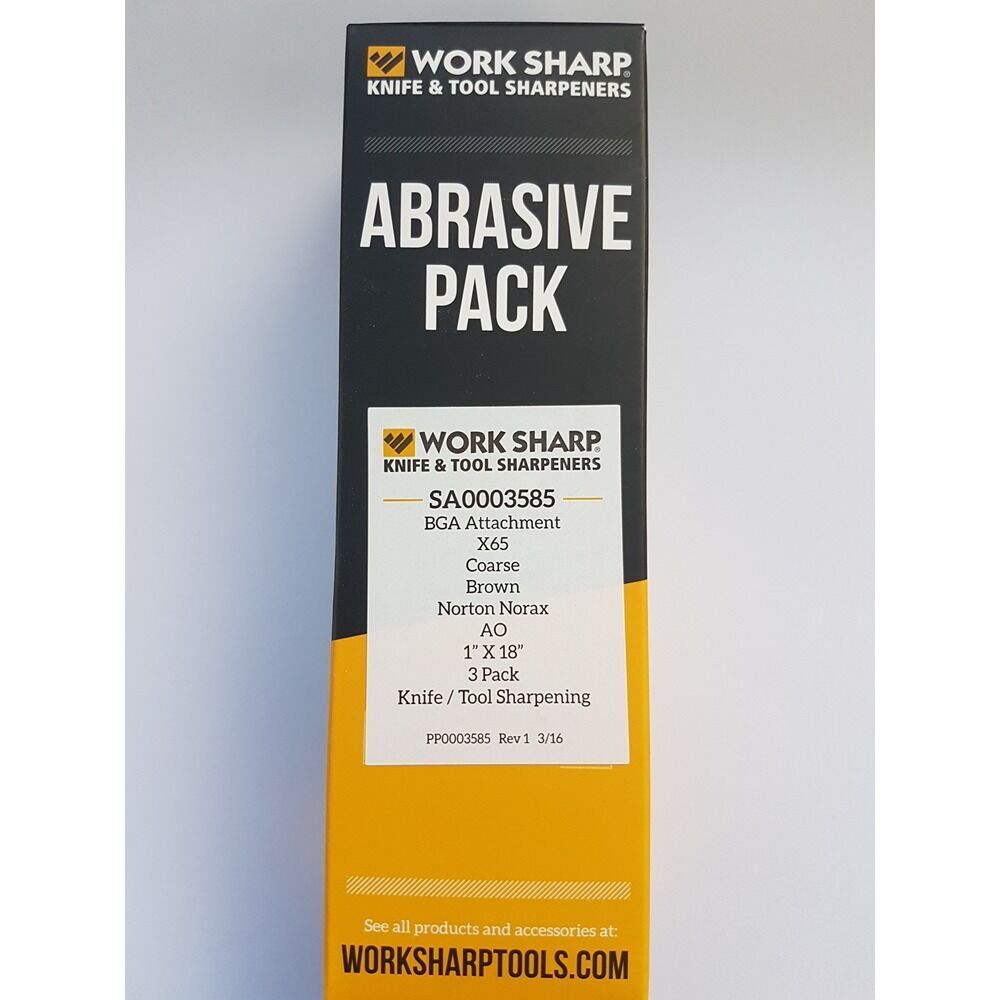 WORK SHARP®
KNIFE & TOOL SHARPENERS
ABRASIVE
PACK
WORK SHARP®
KNIFE & TOOL SHARPENERS
SA0003585
BGA Attachment
X65
Coarse
Brown
Norton Norax
AO
1” X 18”
3 Pack
Knife / Tool Sharpening
PP0003585 Rev 1 3/16
See all products and accessories at:
WORKSHARPTOOLS.COM